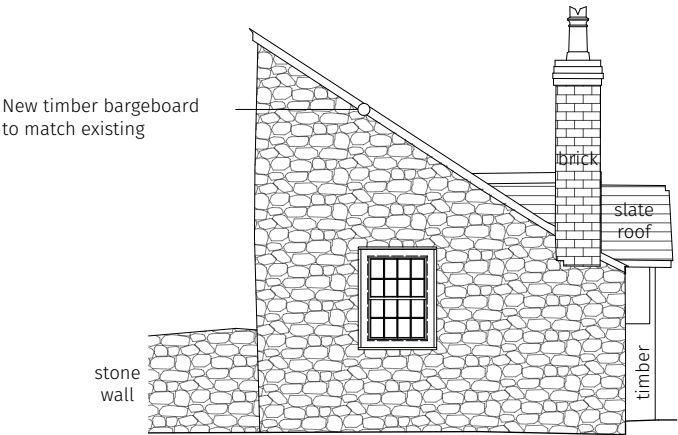 New timber bargeboard
to match existing
brick
slate
roof
stone
wall
timber